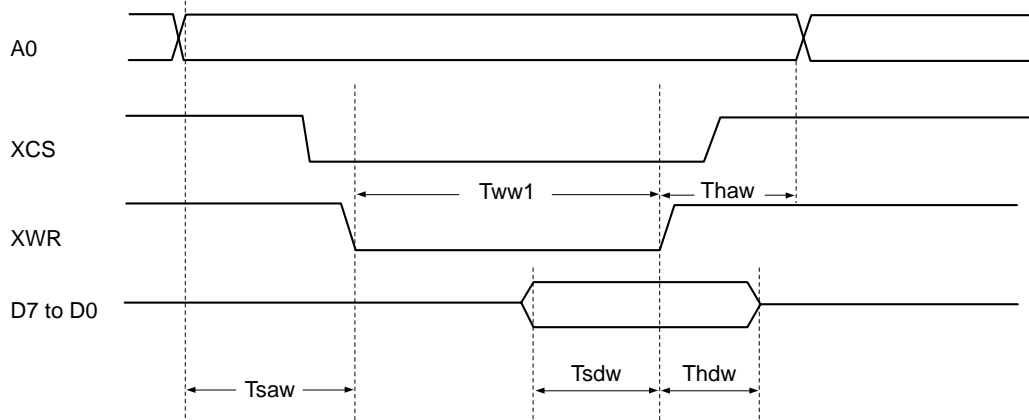 A0
XCS
Tww1
Thaw
XWR
D7 to D0
Tsaw
Tsdw
Thdw